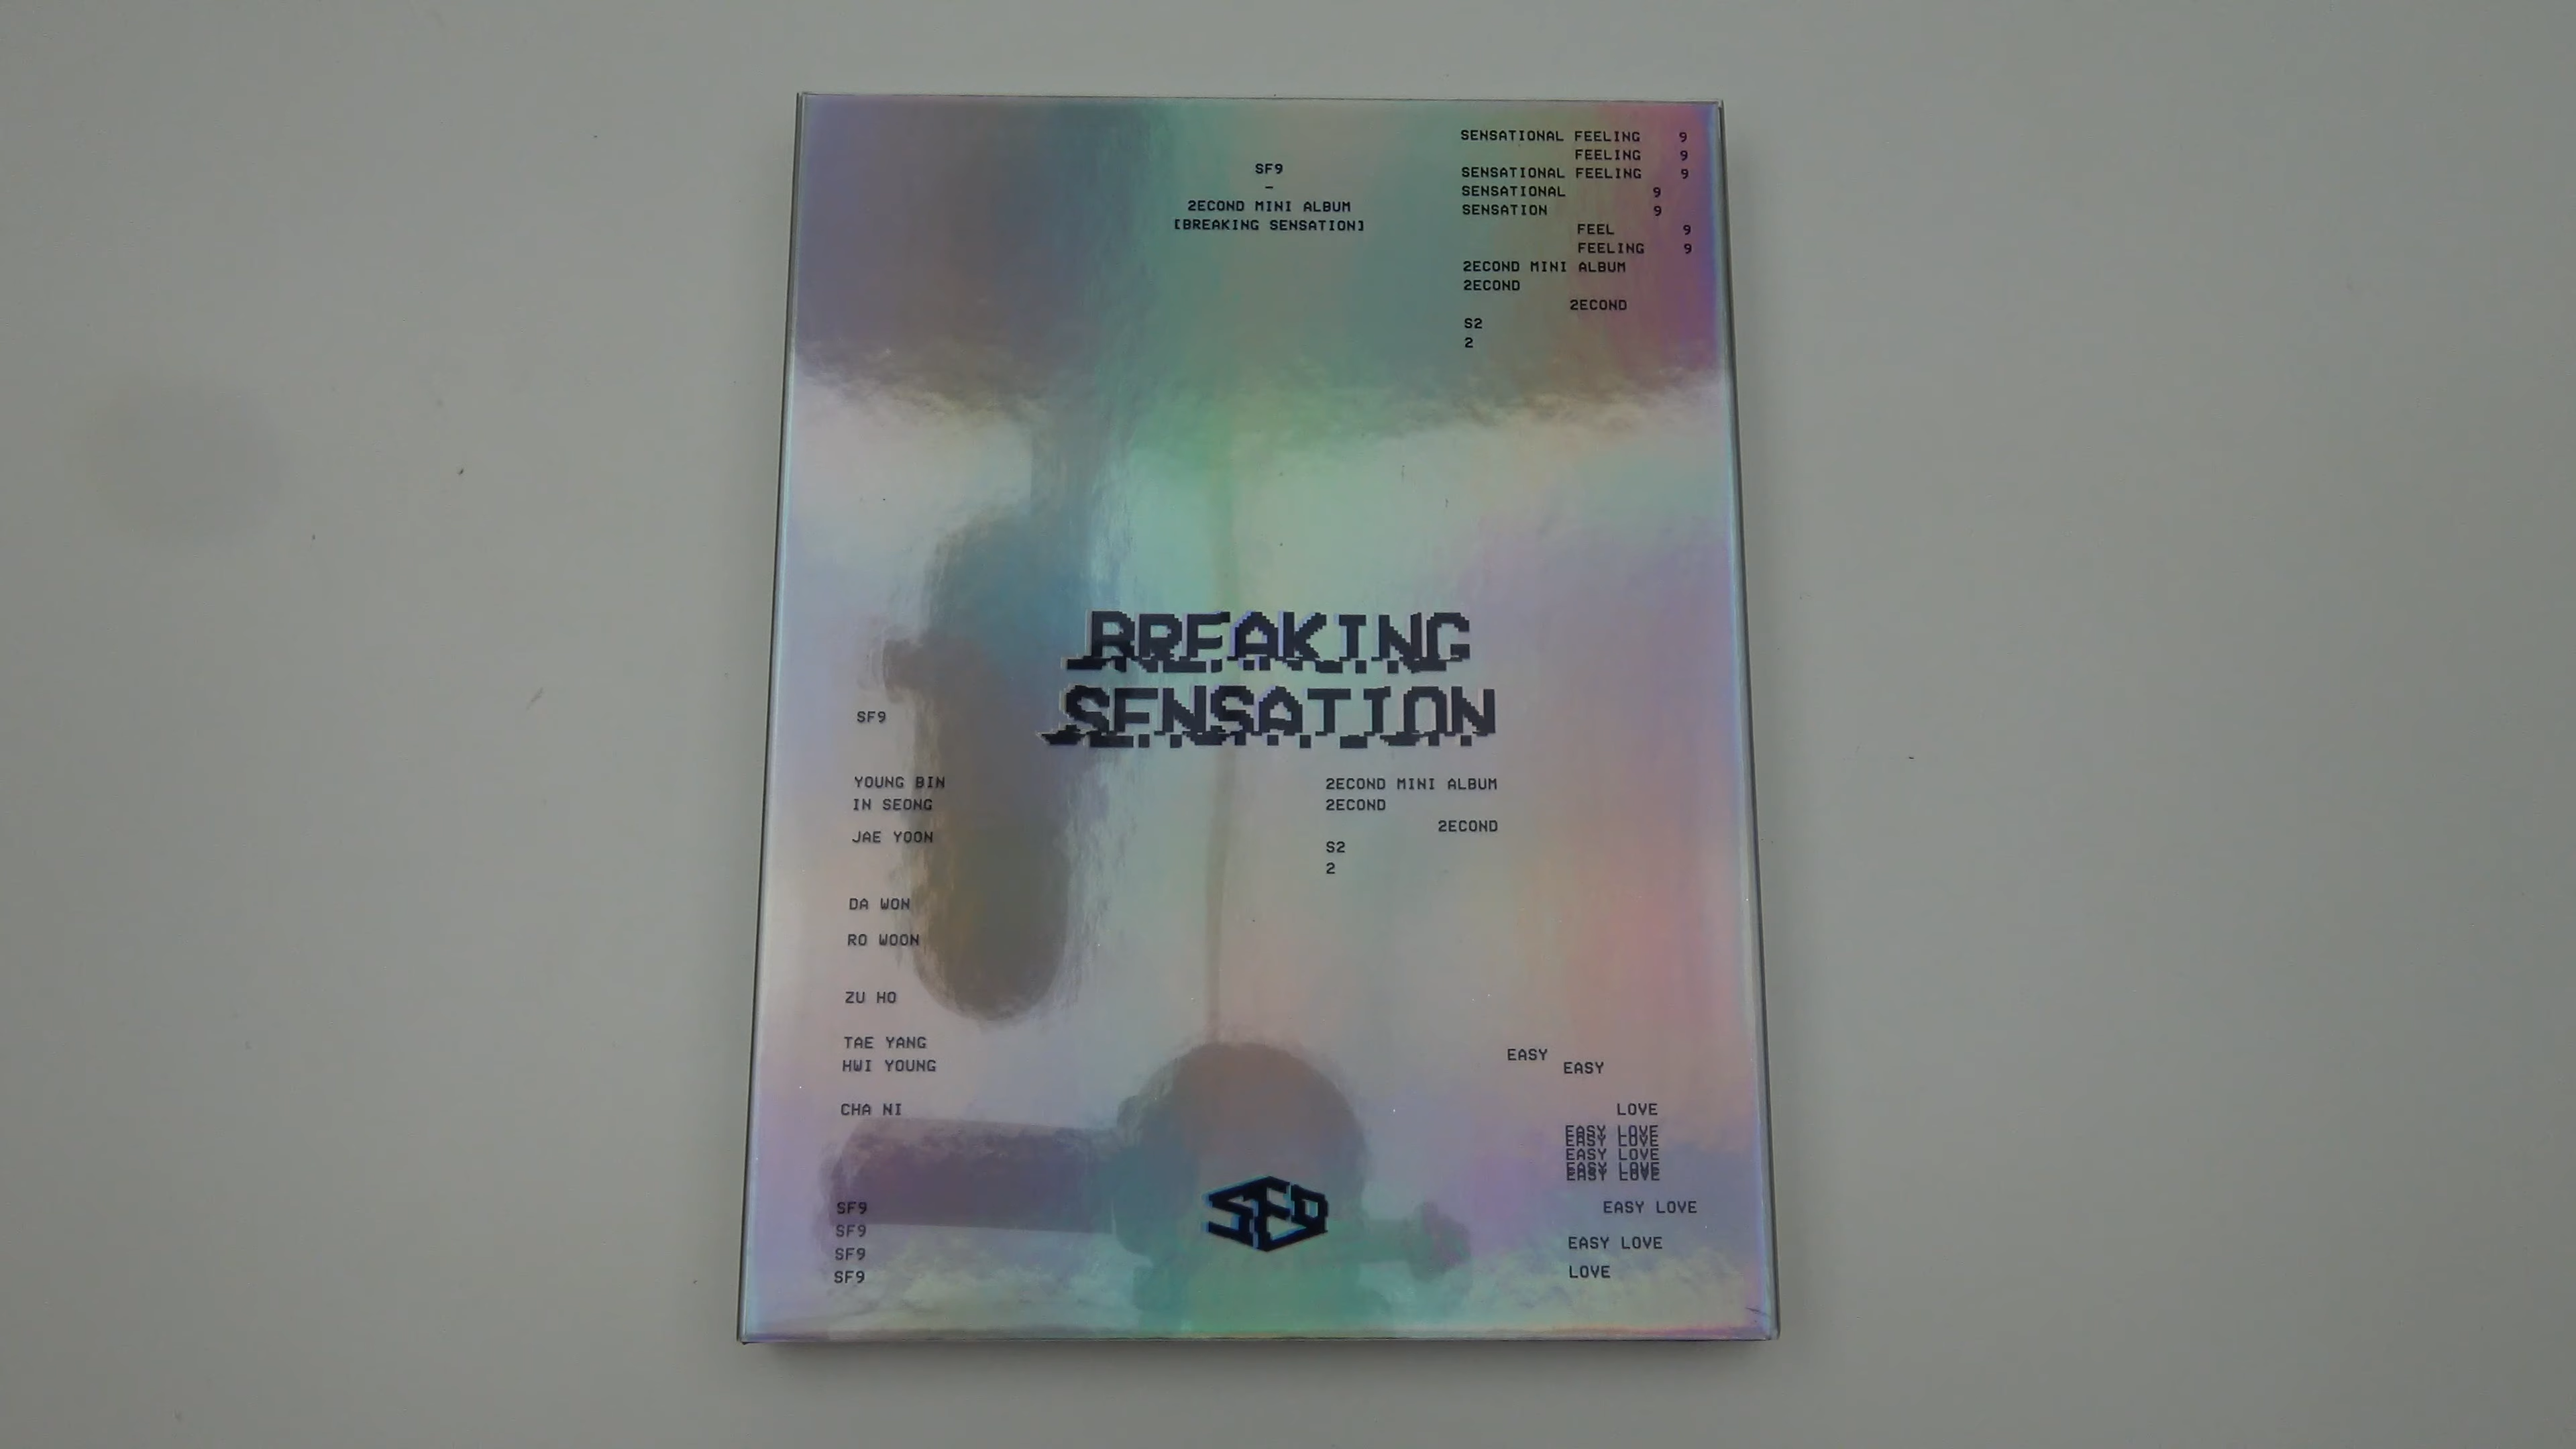 SF9
–
2ECOND MINI ALBUM
[BREAKING SENSATION]
SENSATIONAL FEELING 9
FEELING 9
SENSATIONAL FEELING 9
SENSATIONAL 9
SENSATION 9
FEEL 9
FEELING 9
2ECOND MINI ALBUM
2ECOND
2ECOND
S2
2
BREAKING
SENSATION
SF9
YOUNG BIN
IN SEONG
JAE YOON
DA WON
RO WOON
ZU HO
TAE YANG
HWI YOUNG
CHA NI
2ECOND MINI ALBUM
2ECOND
2ECOND
S2
2
EASY
EASY
LOVE
EASY LOVE
EASY LOVE
EASY LOVE
EASY LOVE
EASY LOVE
EASY LOVE
EASY LOVE
LOVE
SF9
SF9
SF9
SF9
SF9